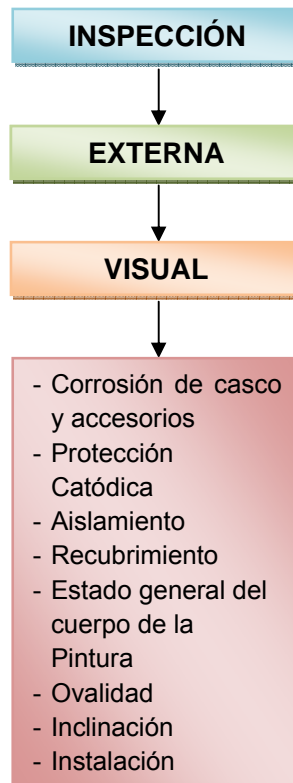 INSPECCIÓN
EXTERNA
VISUAL
- Corrosión de casco
y accesorios
- Protección
Catódica
- Aislamiento
- Recubrimiento
- Estado general del
cuerpo de la
Pintura
- Ovalidad
- Inclinación
- Instalación